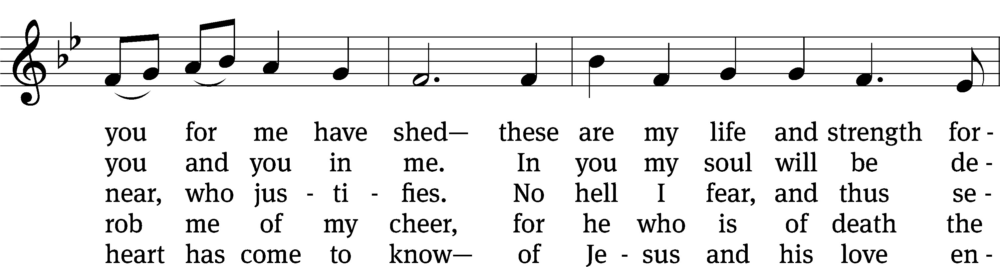 you for me have shed— these are my life and strength for -
you and you in me. In you my soul will be de -
near, who jus - ti - fies. No hell I fear, and thus se -
rob me of my cheer, for he who is of death the
heart has come to know— of Je - sus and his love en -